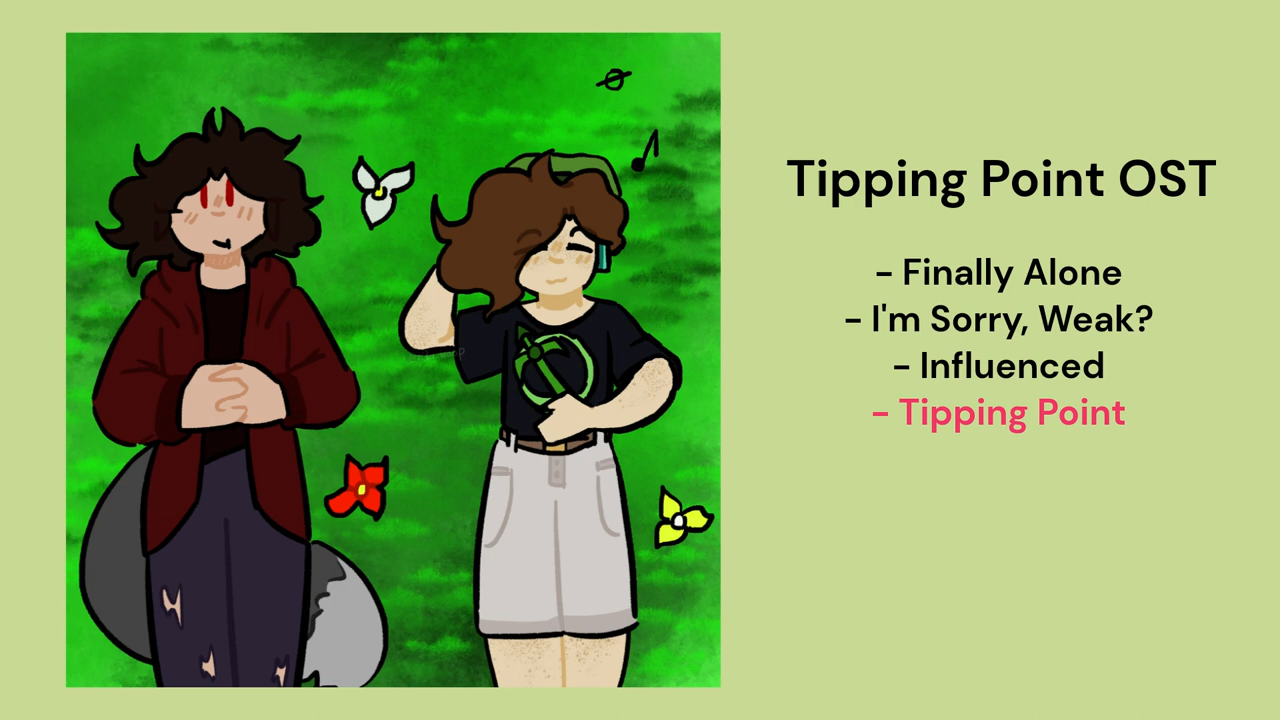 Tipping Point OST
- Finally Alone
- I'm Sorry, Weak?
- Influenced
- Tipping Point